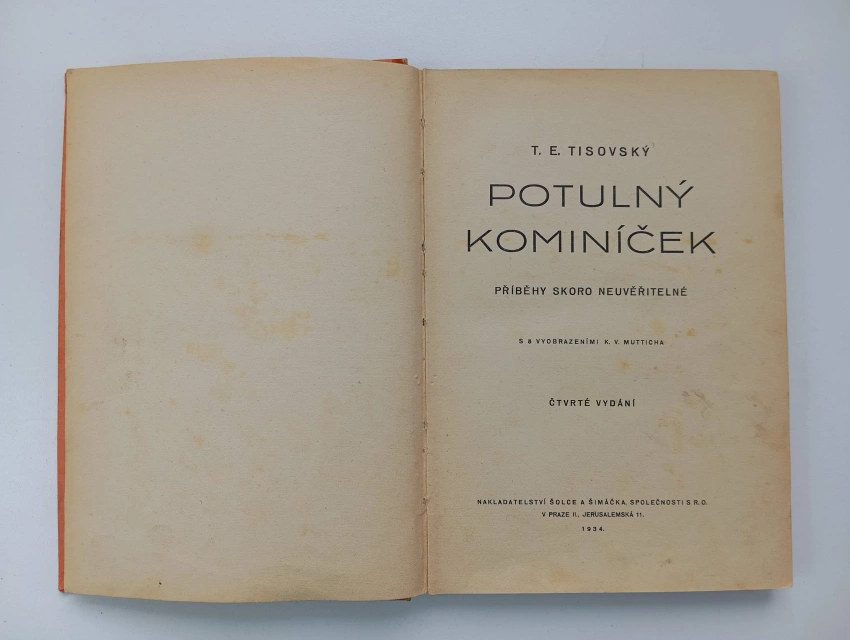 T. E. TISOVSKÝ
POTULNÝ
KOMINÍČEK
PŘÍBĚHY SKORO NEUVĚŘITELNÉ
S 8 VYOBRAZENÍMI K. V. MUTTICHA
ČTVRTÉ VYDÁNÍ
NAKLADATELSTVÍ ŠOLCE A ŠIMÁČKA, SPOLEČNOSTI S R. O.
V PRAZE II., JERUSALEMSKÁ 11.
1934.